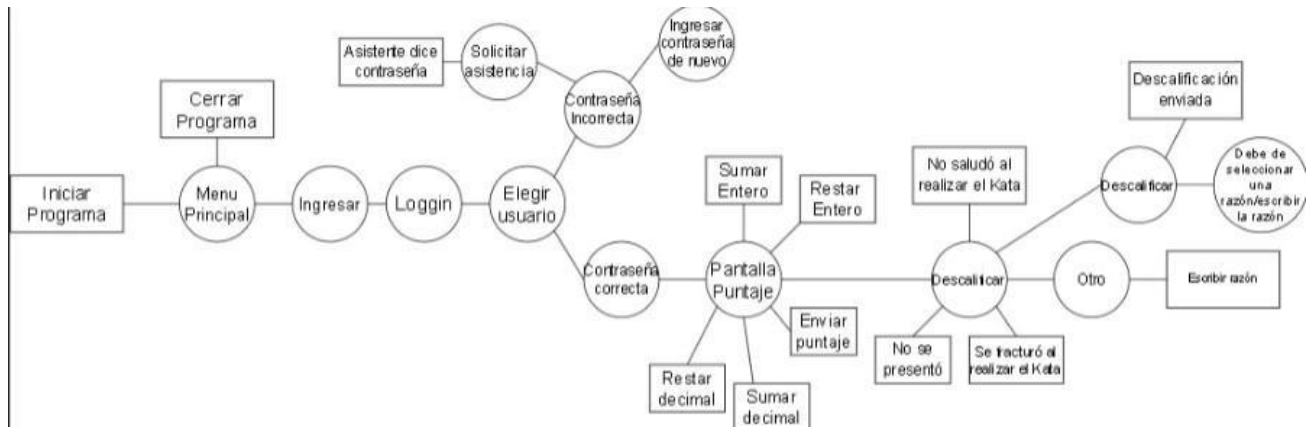 Ingresar
contraseña
de nuevo
Asistente dice
contraseña
Solicitar
asistencia
Contraseña
Incorrecta
Cerrar
Programa
Iniciar
Programa
Menu
Principal
Ingresar
Loggin
Elegir
usuario
Contraseña
correcta
Sumar
Entero
Restar
Entero
Pantalla
Puntaje
Enviar
puntaje
Restar
decimal
Sumar
decimal
No saludó al
realizar el Kata
Descalificar
No se
presentó
Se fracturó al
realizar el Kata
Otro
Escribir razón
Descalificar
Descalificación
enviada
Debe de
seleccionar
una
razón/escribir
la razón